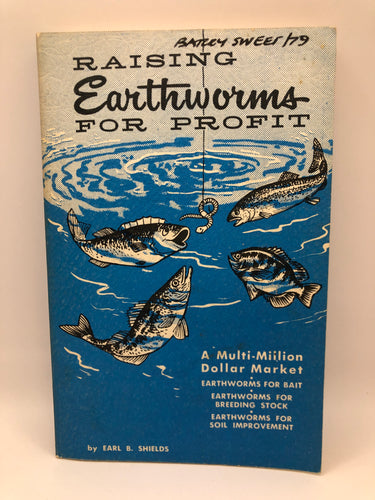 SWEET/79
RAISING
Earthworms
FOR PROFIT
A Multi-Miilion
Dollar Market
EARTHWORMS FOR BAIT
EARTHWORMS FOR
BREEDING STOCK
EARTHWORMS FOR
SOIL IMPROVEMENT
by EARL B. SHIELDS